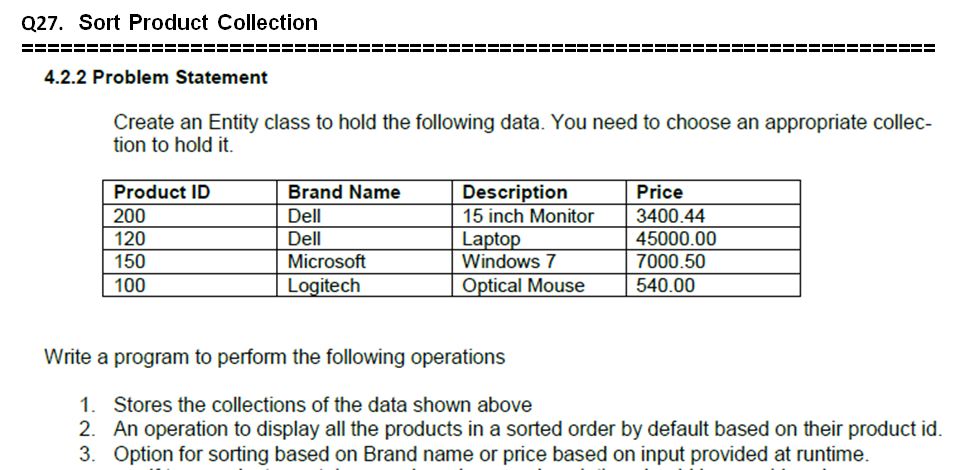 Q27. Sort Product Collection
4.2.2 Problem Statement
Create an Entity class to hold the following data. You need to choose an appropriate collec-
tion to hold it.
Product ID Brand Name Description Price
200 Dell 15 inch Monitor 3400.44
120 Dell Laptop 45000.00
150 Microsoft Windows 7 7000.50
100 Logitech Optical Mouse 540.00
Write a program to perform the following operations
1. Stores the collections of the data shown above
2. An operation to display all the products in a sorted order by default based on their product id.
3. Option for sorting based on Brand name or price based on input provided at runtime.